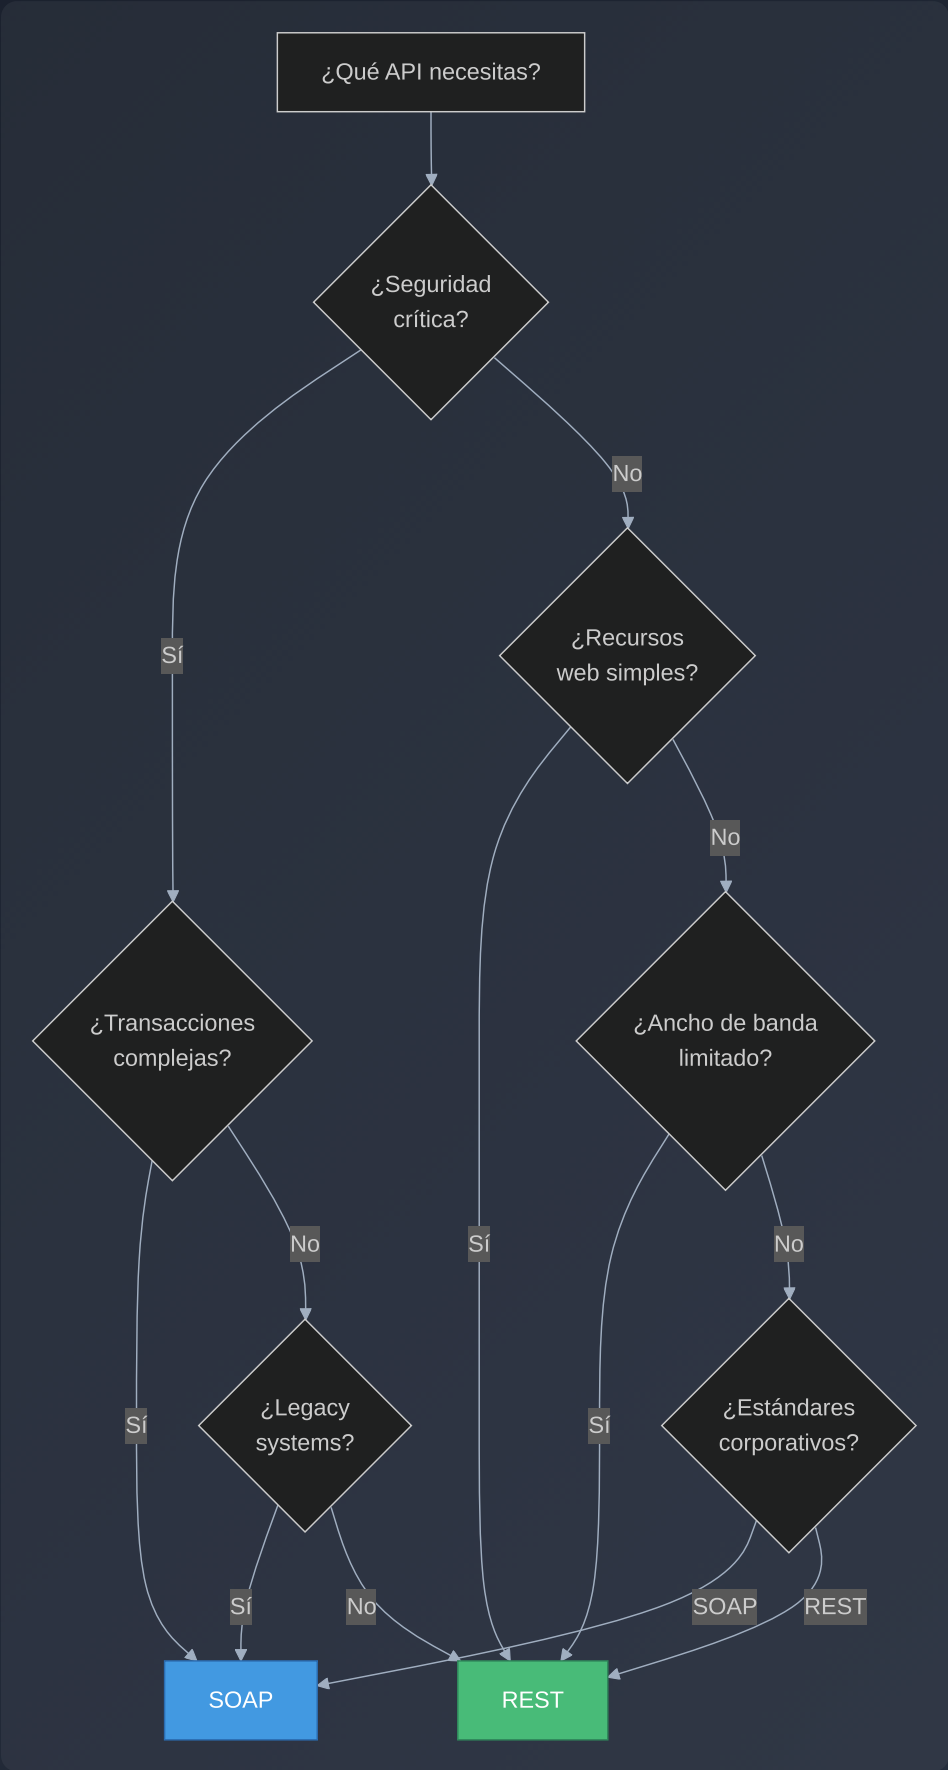 ¿Qué API necesitas?
¿Seguridad
crítica?
No
¿Recursos
web simples?
Sí
No
¿Transacciones
complejas?
¿Ancho de banda
limitado?
No
Sí
No
¿Legacy
systems?
Sí
Sí
¿Estándares
corporativos?
Sí
No
SOAP
REST
SOAP
REST